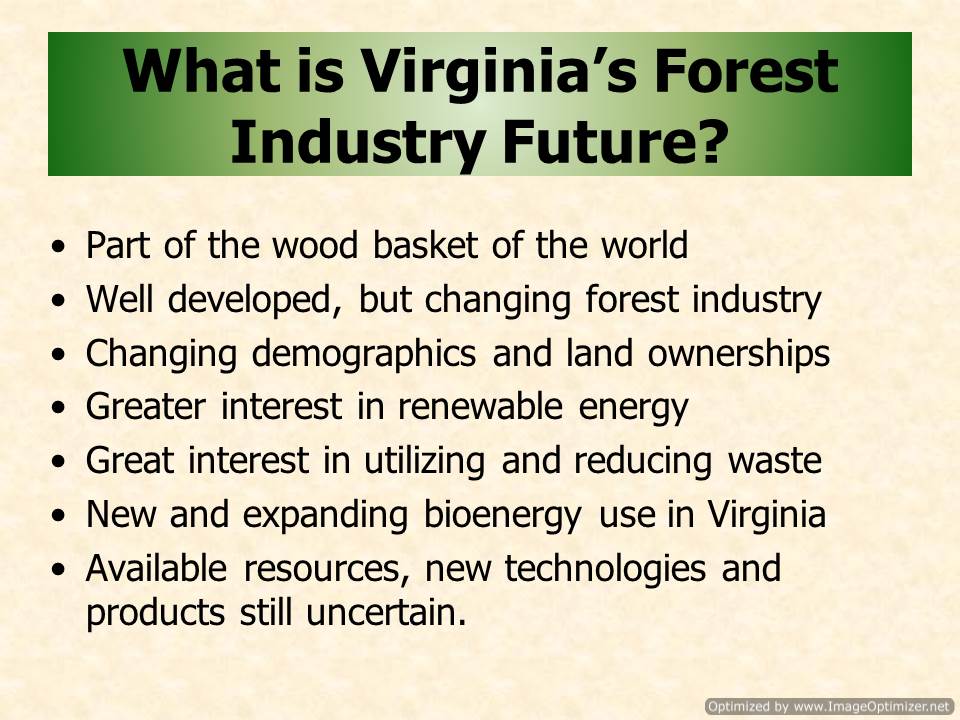 What is Virginia’s Forest
Industry Future?
• Part of the wood basket of the world
• Well developed, but changing forest industry
• Changing demographics and land ownerships
• Greater interest in renewable energy
• Great interest in utilizing and reducing waste
• New and expanding bioenergy use in Virginia
• Available resources, new technologies and
products still uncertain.
Optimized by www.ImageOptimizer.net